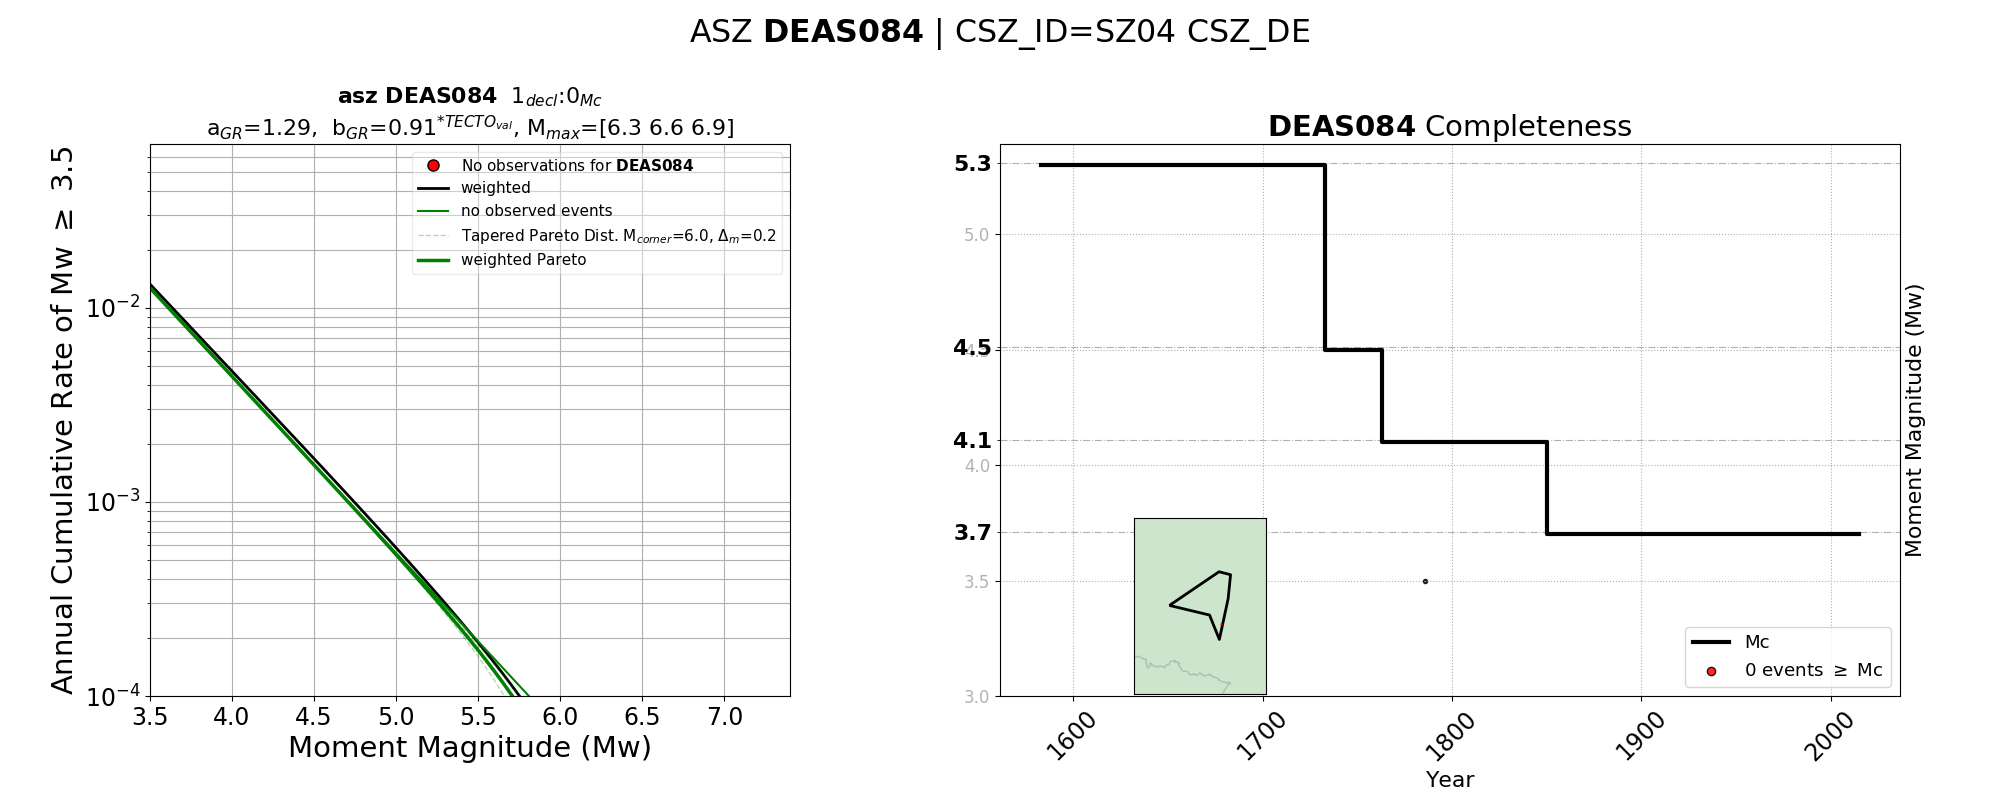 ASZ DEAS084 | CSZ_ID=SZ04 CSZ_DE
asz DEAS084 1decl:0Mc
aGR=1.29, bGR=0.91*TECTOval, Mmax=[6.3 6.6 6.9]
Annual Cumulative Rate of Mw ≥ 3.5
10−2
10−3
10−4
No observations for DEAS084
weighted
no observed events
Tapered Pareto Dist. Mcorner=6.0, Δm=0.2
weighted Pareto
3.5 4.0 4.5 5.0 5.5 6.0 6.5 7.0
Moment Magnitude (Mw)
DEAS084 Completeness
5.3
5.0
4.5
4.5
4.1
4.0
3.7
3.5
3.0
Moment Magnitude (Mw)
Mc
0 events ≥ Mc
1600 1700 1800 1900 2000
Year